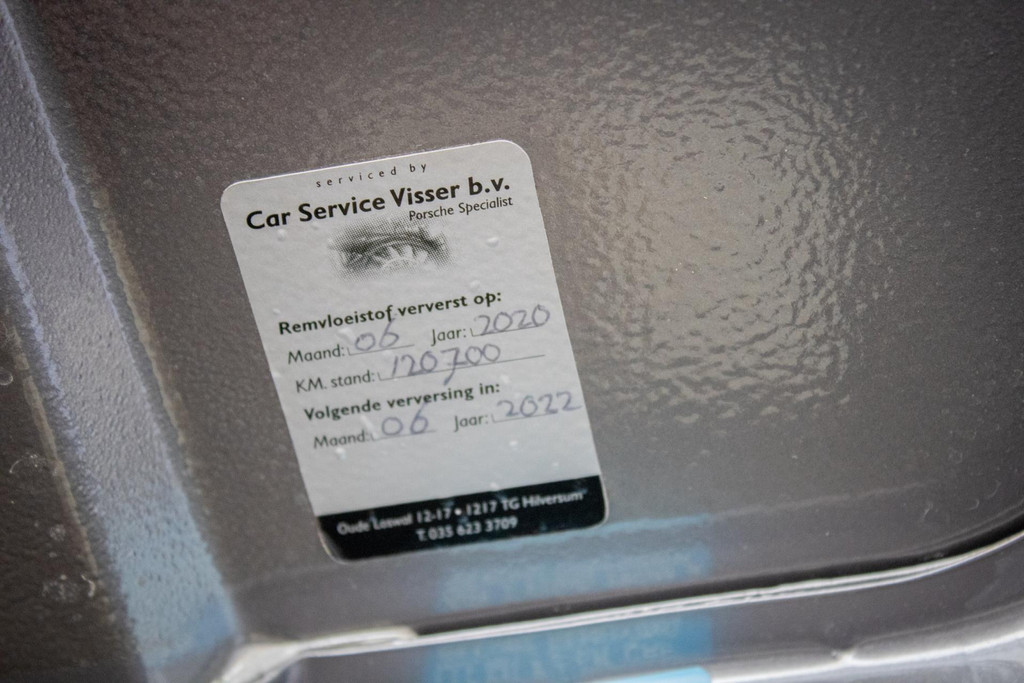 serviced by
Car Service Visser b.v.
Porsche Specialist
Remvloeistof ververst op:
Maand: 06 Jaar: 2020
KM. stand: 120700
Volgende verversing in:
Maand: 06 Jaar: 2022
Oude Loswal 12-17 • 1217 TG Hilversum
T. 035 623 3709